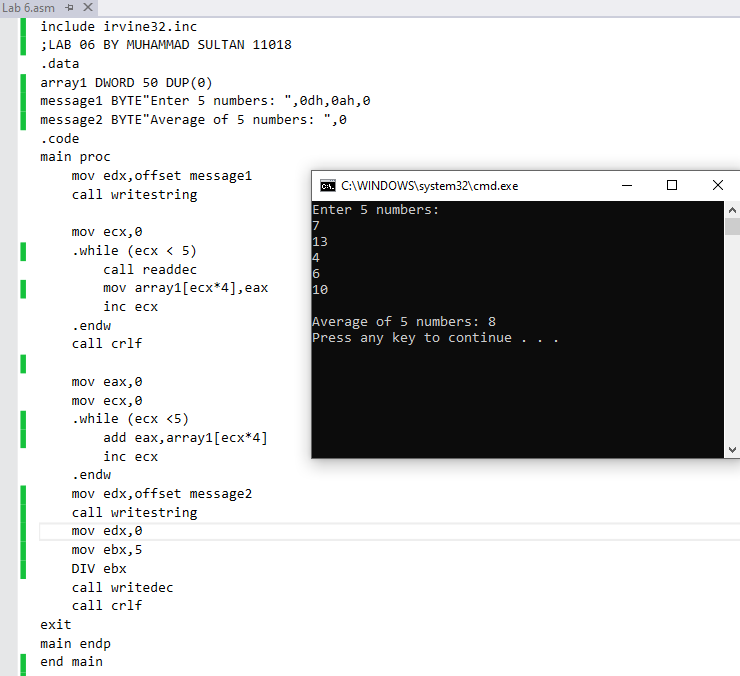 Lab 6.asm
include irvine32.inc
;LAB 06 BY MUHAMMAD SULTAN 11018
.data
array1 DWORD 50 DUP(0)
message1 BYTE"Enter 5 numbers: ",0dh,0ah,0
message2 BYTE"Average of 5 numbers: ",0
.code
main proc
    mov edx,offset message1
    call writestring

    mov ecx,0
    .while (ecx < 5)
        call readdec
        mov array1[ecx*4],eax
        inc ecx
    .endw
    call crlf

    mov eax,0
    mov ecx,0
    .while (ecx <5)
        add eax,array1[ecx*4]
        inc ecx
    .endw
    mov edx,offset message2
    call writestring
    mov edx,0
    mov ebx,5
    DIV ebx
    call writedec
    call crlf
exit
main endp
end main
C:\WINDOWS\system32\cmd.exe
Enter 5 numbers:
7
13
4
6
10

Average of 5 numbers: 8
Press any key to continue . . .